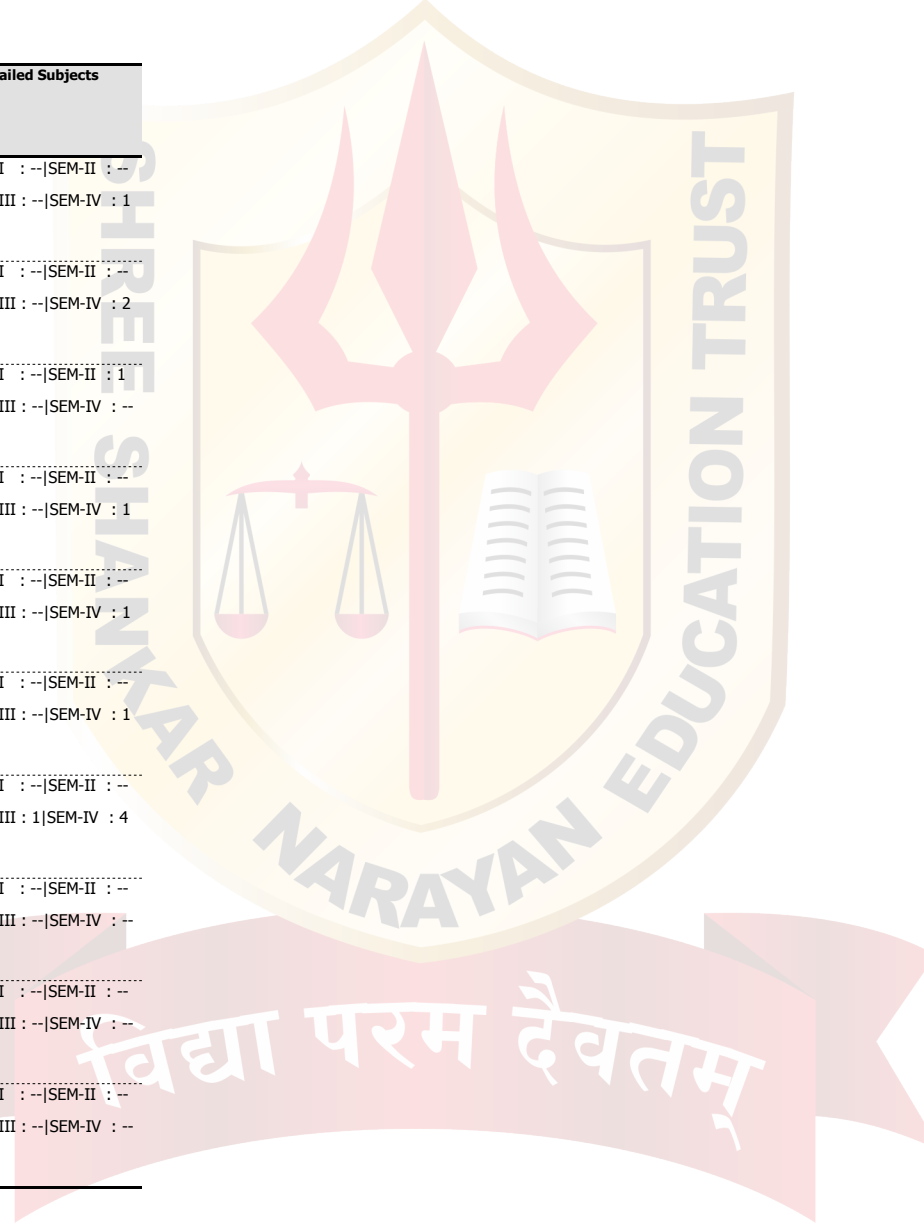 ailed Subjects
I : --|SEM-II : --
III : --|SEM-IV : 1
I : --|SEM-II : --
III : --|SEM-IV : 2
I : --|SEM-II : 1
III : --|SEM-IV : --
I : --|SEM-II : --
III : --|SEM-IV : 1
I : --|SEM-II : --
III : --|SEM-IV : 1
I : --|SEM-II : --
III : --|SEM-IV : 1
I : --|SEM-II : --
III : 1|SEM-IV : 4
I : --|SEM-II : --
III : --|SEM-IV : --
I : --|SEM-II : --
III : --|SEM-IV : --
I : --|SEM-II : --
III : --|SEM-IV : --
SHREE SHANKAR NARAYAN EDUCATION TRUST
विद्या परम दैवतम्